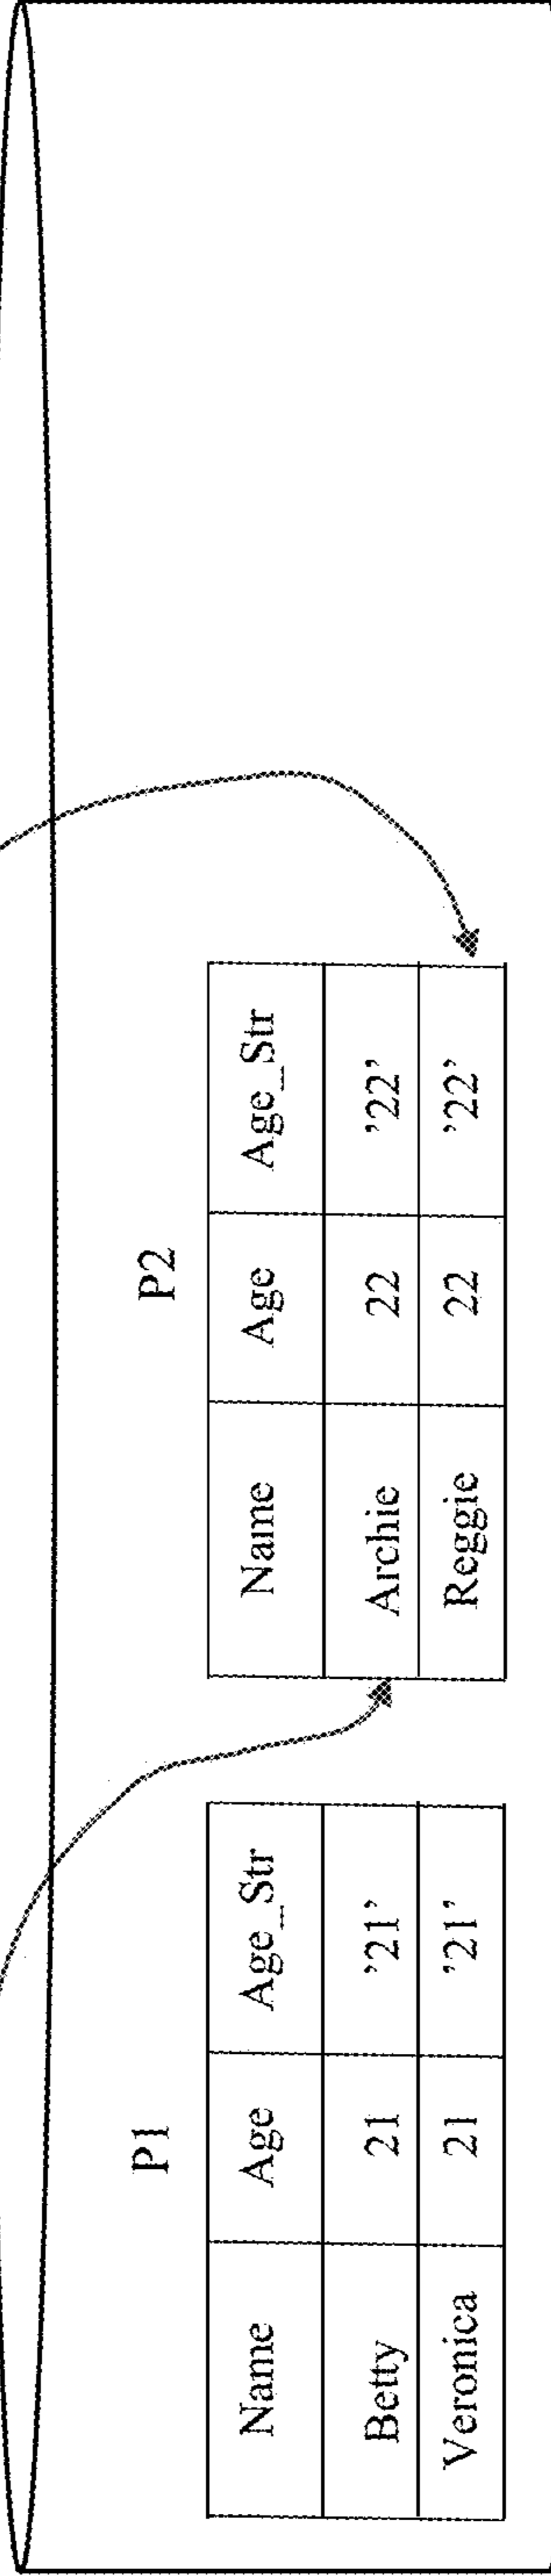 P1
Name Age Age_Str
Betty 21 ’21’
Veronica 21 ’21’
P2
Name Age Age_Str
Archie 22 ’22’
Reggie 22 ’22’